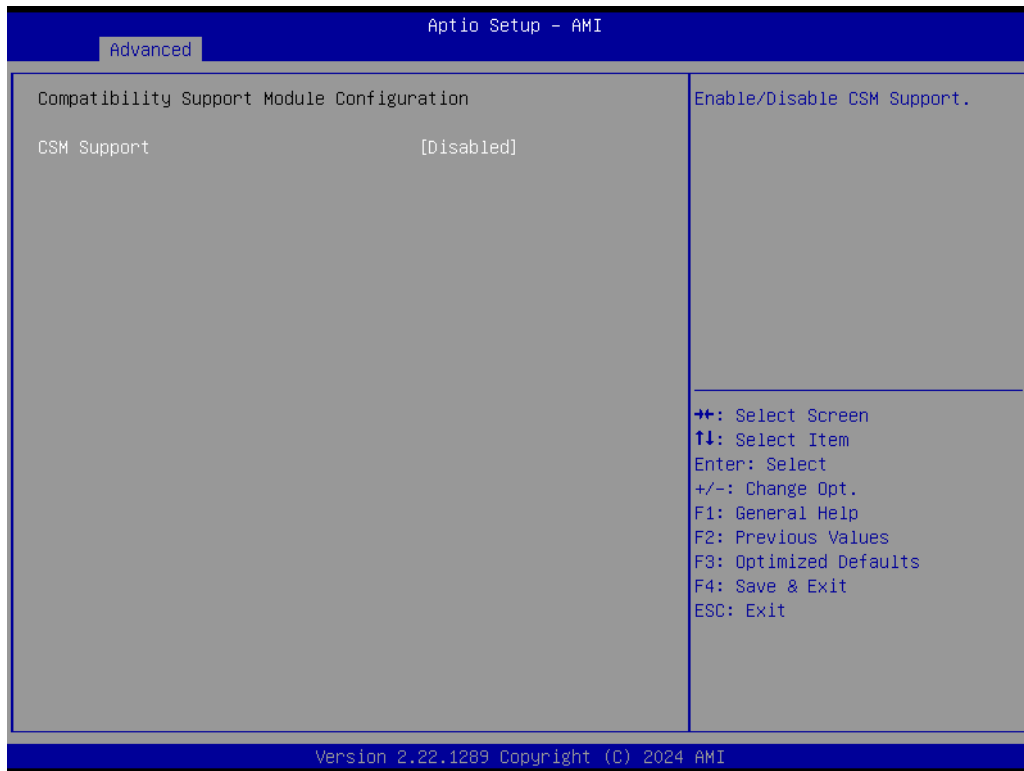 Aptio Setup – AMI
Advanced
Compatibility Support Module Configuration
CSM Support [Disabled]
Enable/Disable CSM Support.
→←: Select Screen
↑↓: Select Item
Enter: Select
+/-: Change Opt.
F1: General Help
F2: Previous Values
F3: Optimized Defaults
F4: Save & Exit
ESC: Exit
Version 2.22.1289 Copyright (C) 2024 AMI